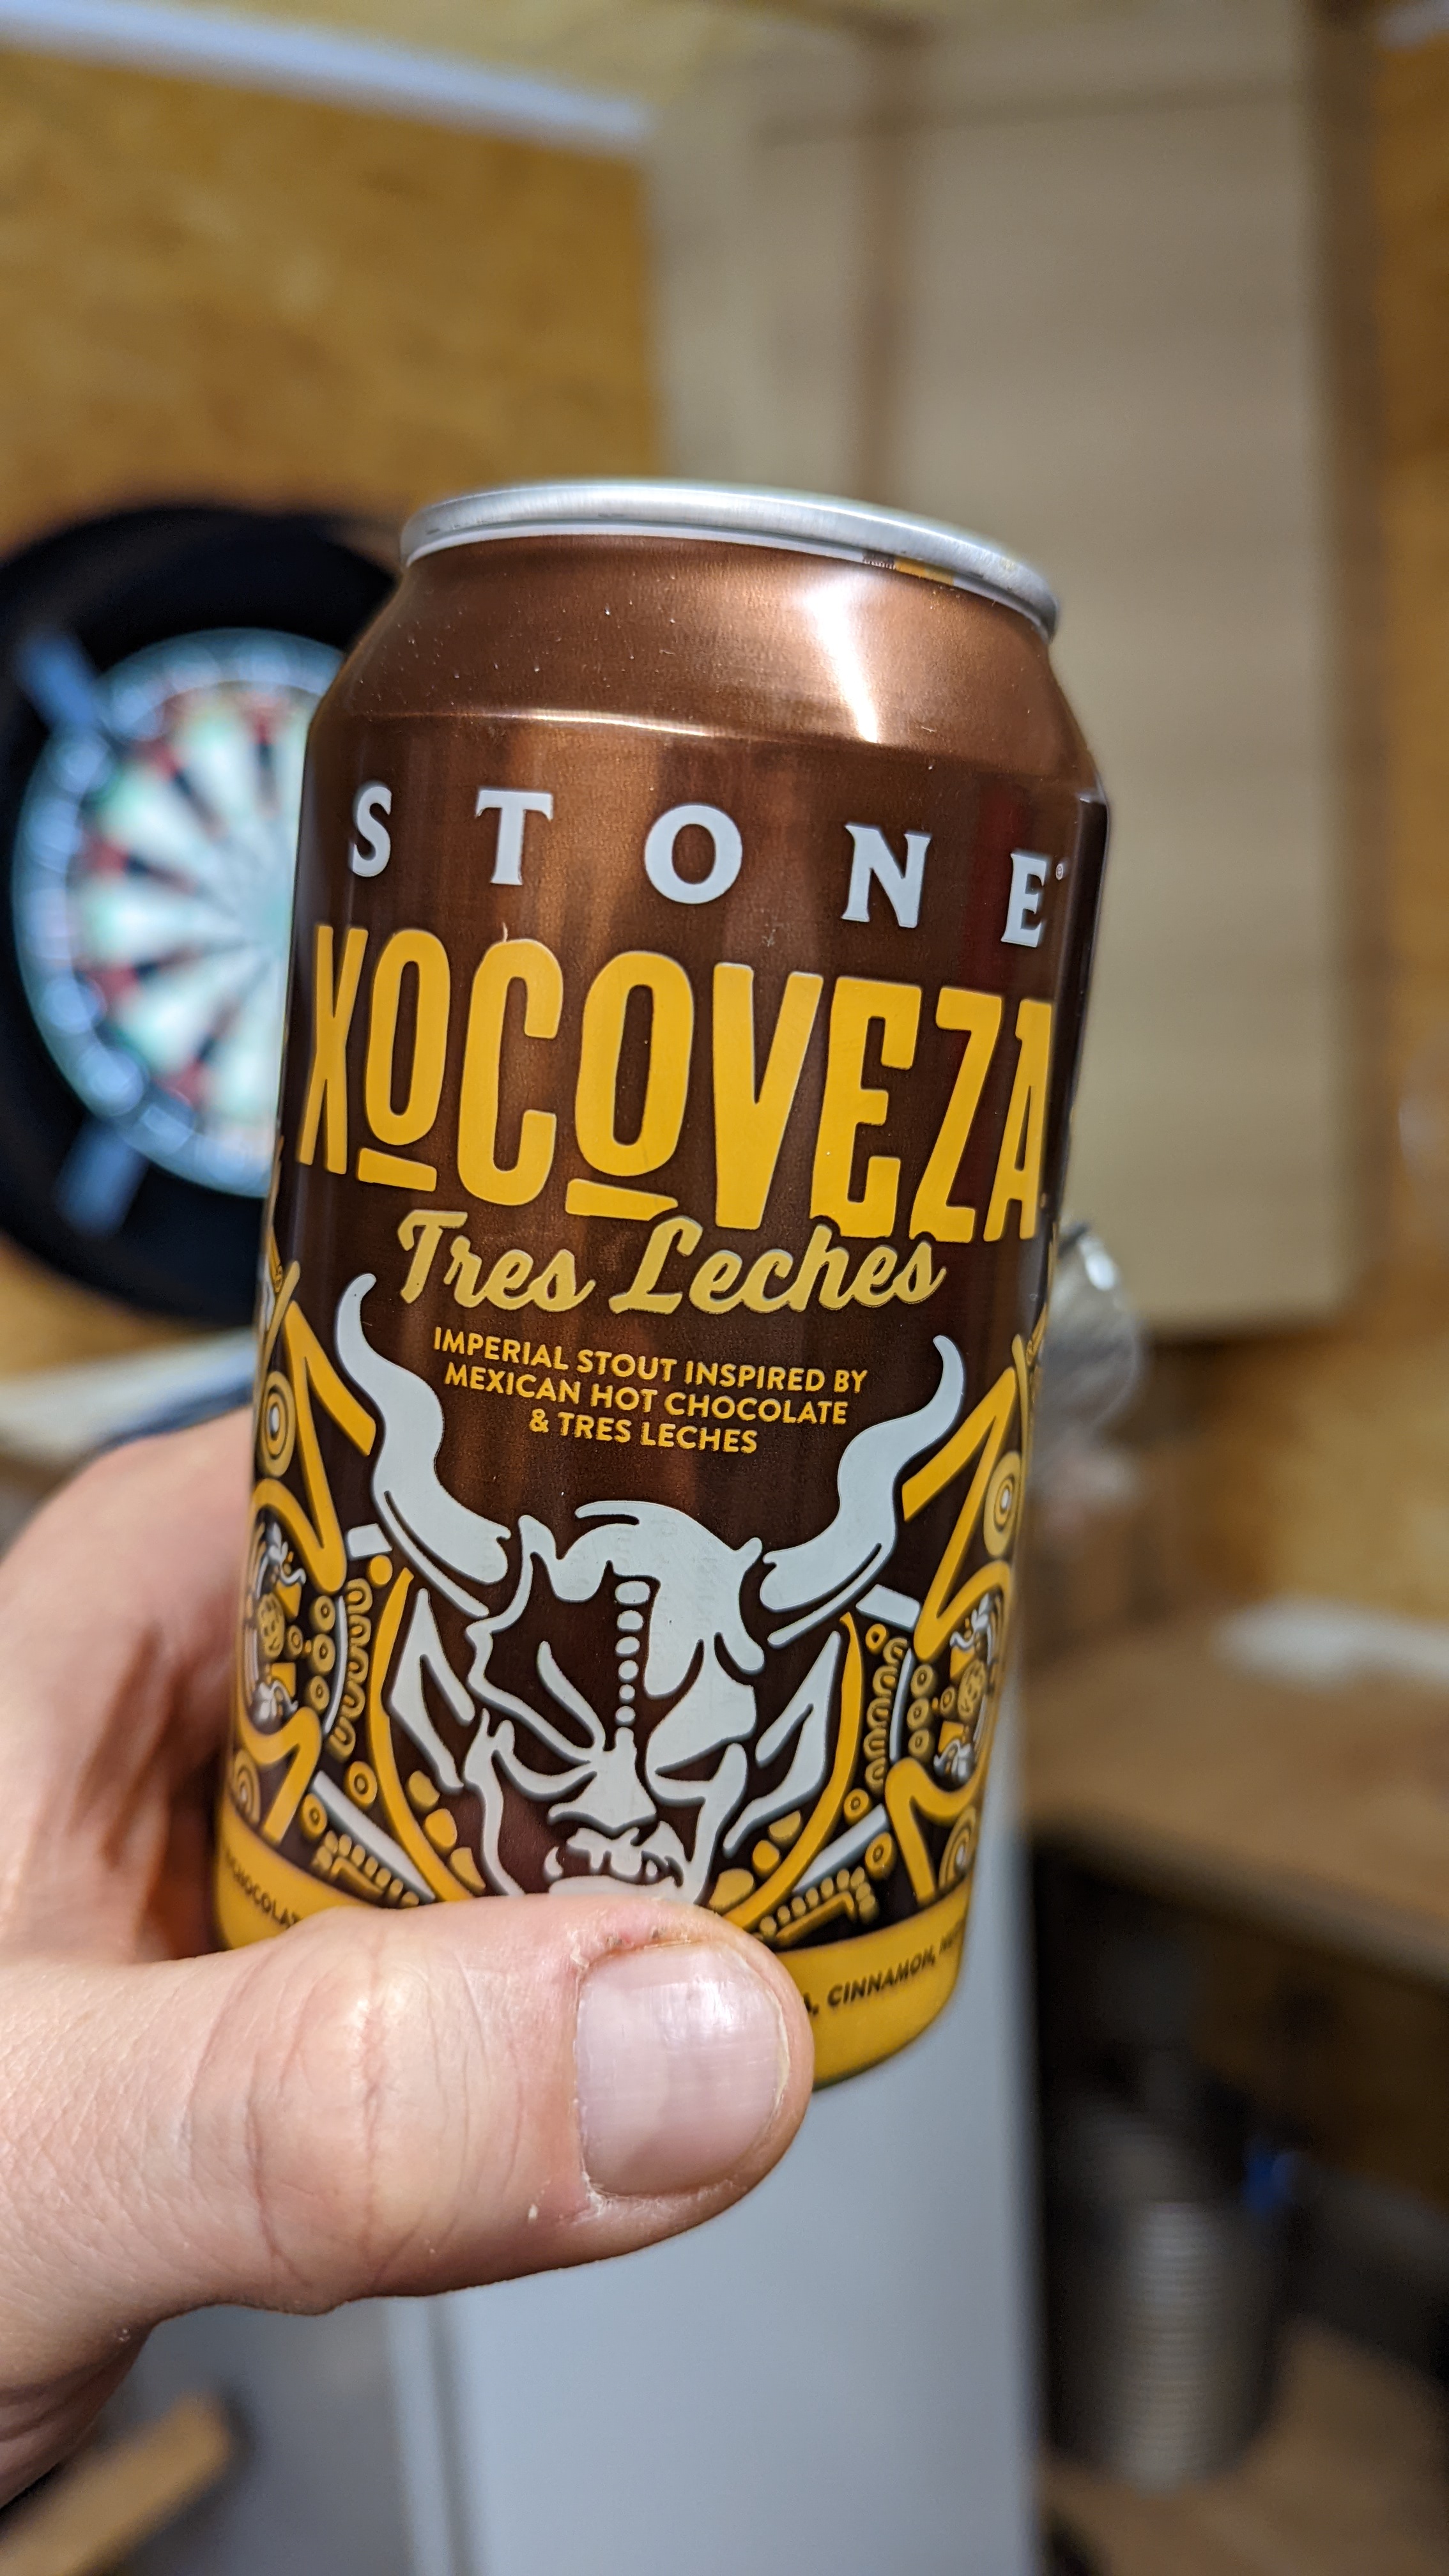 STONE®
XOCOVEZA
Tres Leches
IMPERIAL STOUT INSPIRED BY
MEXICAN HOT CHOCOLATE
& TRES LECHES
CINNAMON,